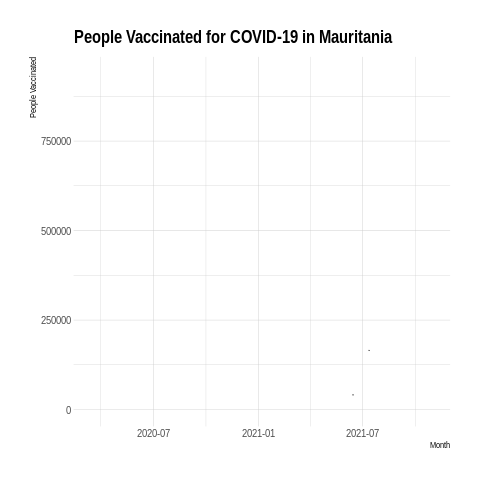 People Vaccinated for COVID-19 in Mauritania
People Vaccinated
750000
500000
250000
0
2020-07
2021-01
2021-07
Month